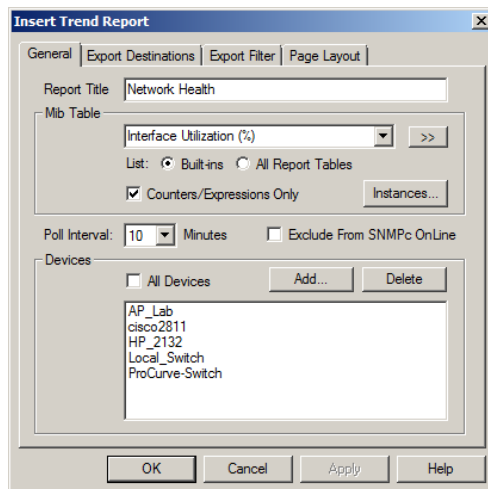 Insert Trend Report
General Export Destinations Export Filter Page Layout
Report Title Network Health
Mib Table
Interface Utilization (%) >>
List: Built-ins All Report Tables
Counters/Expressions Only Instances...
Poll Interval: 10 Minutes Exclude From SNMPc OnLine
Devices
All Devices Add... Delete
AP_Lab
cisco2811
HP_2132
Local_Switch
ProCurve-Switch
OK Cancel Apply Help